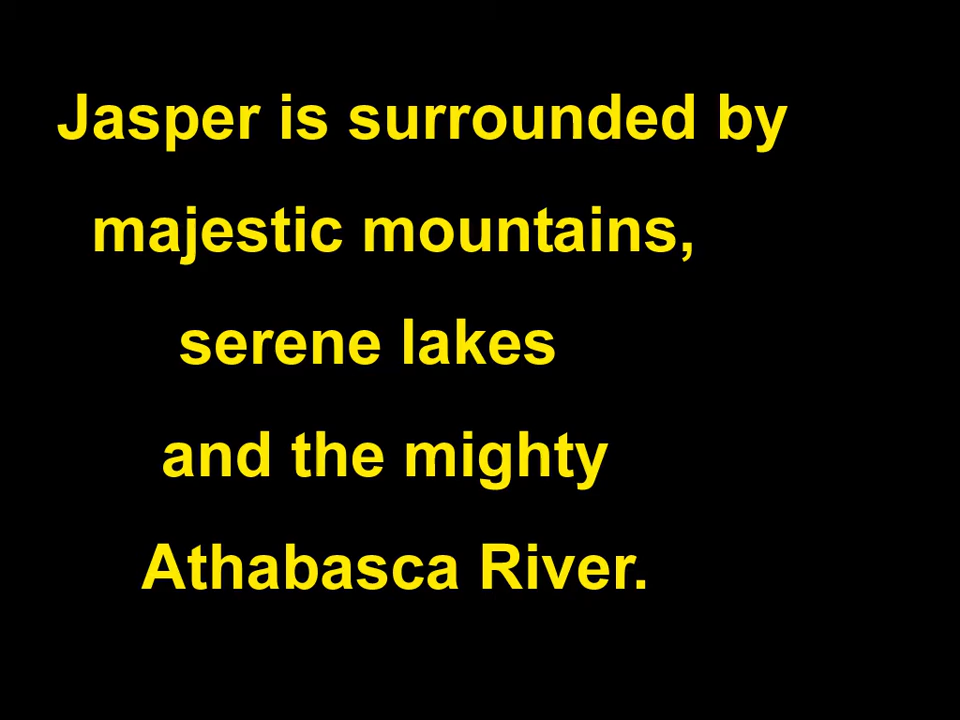 Jasper is surrounded by
majestic mountains,
serene lakes
and the mighty
Athabasca River.